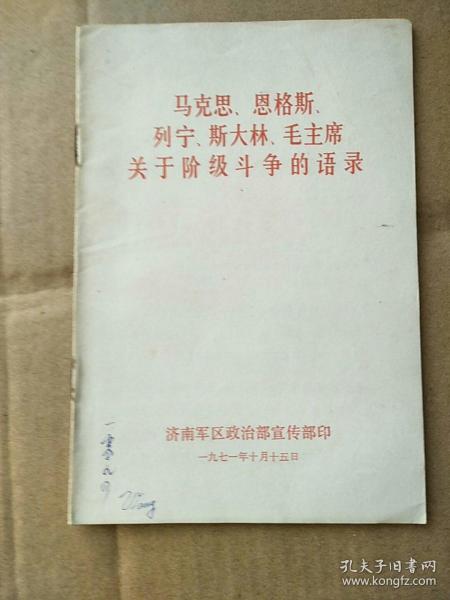 马克思、恩格斯、
列宁、斯大林、毛主席
关于阶级斗争的语录
济南军区政治部宣传部印
一九七一年十月十五日
Wang
孔夫子旧书网
www.kongfz.com